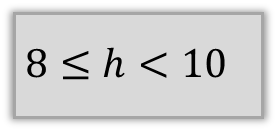 8 ≤ ℎ < 10